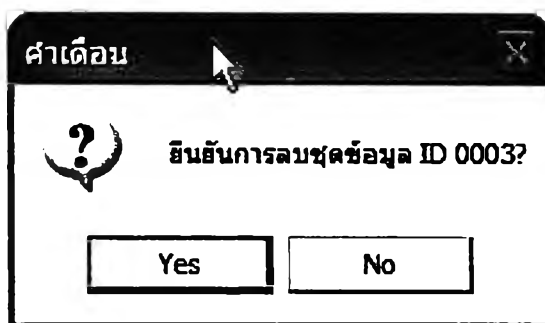 คำเตือน
ยืนยันการลบชุดข้อมูล ID 0003?
Yes
No